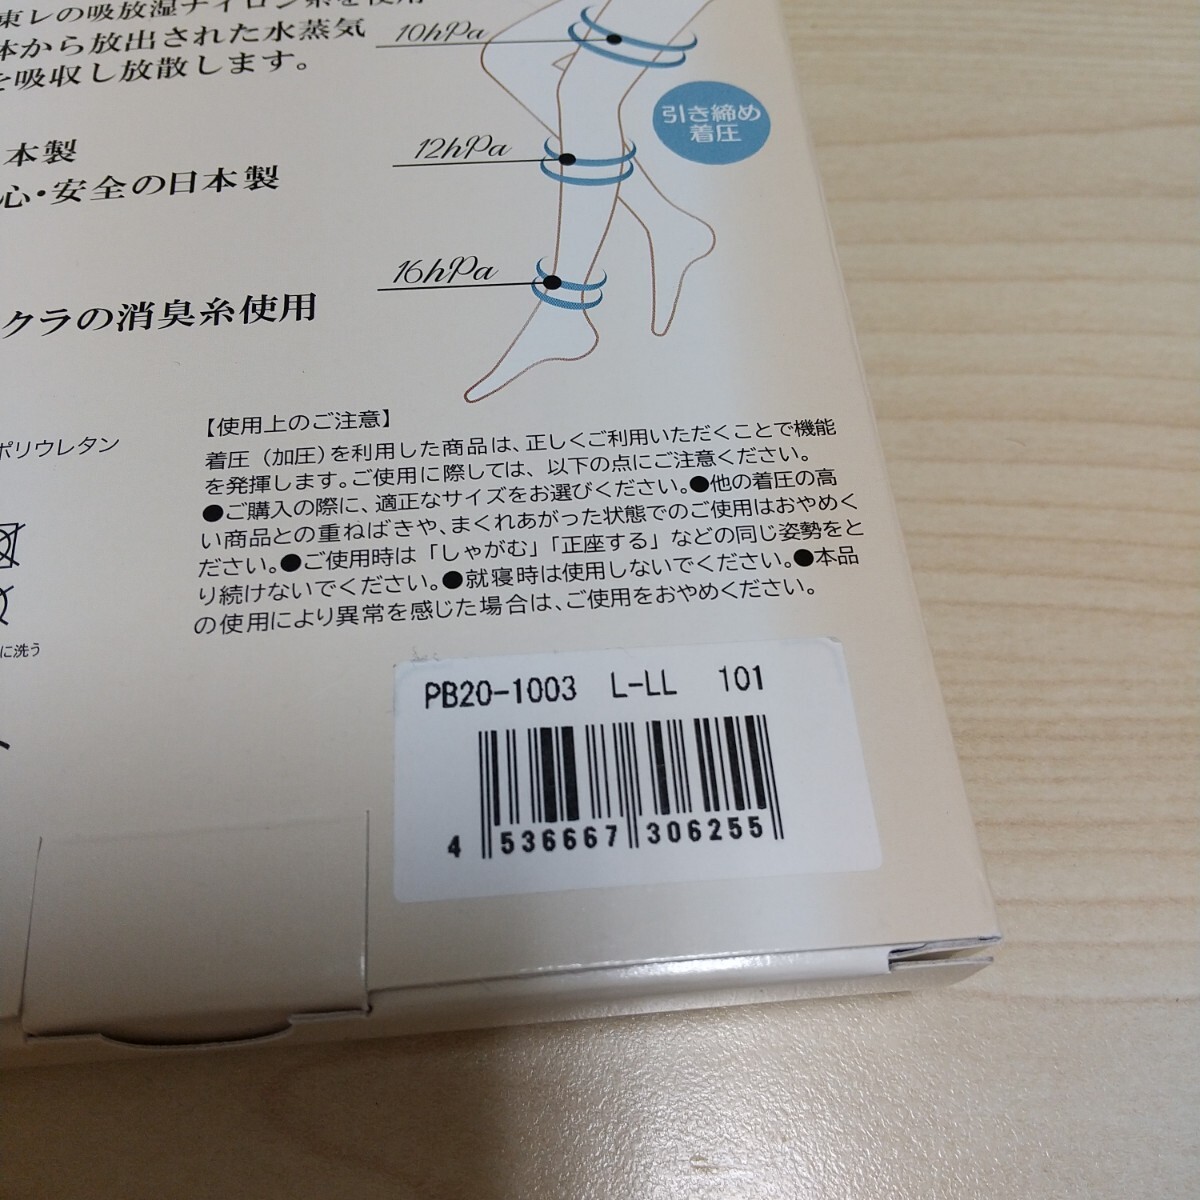 東レの吸放湿ナイロン糸を使用
体から放出された水蒸気
を吸収し放散します。
本製
心・安全の日本製
クラの消臭糸使用
10hPa
12hPa
16hPa
引き締め
着圧
ポリウレタン
に洗う
【使用上のご注意】
着圧（加圧）を利用した商品は、正しくご利用いただくことで機能
を発揮します。ご使用に際しては、以下の点にご注意ください。
●ご購入の際に、適正なサイズをお選びください。●他の着圧の高
い商品との重ねばきや、まくれあがった状態でのご使用はおやめく
ださい。●ご使用時は「しゃがむ」「正座する」などの同じ姿勢をと
り続けないでください。●就寝時は使用しないでください。●本品
の使用により異常を感じた場合は、ご使用をおやめください。
PB20-1003 L-LL 101
4 536667 306255